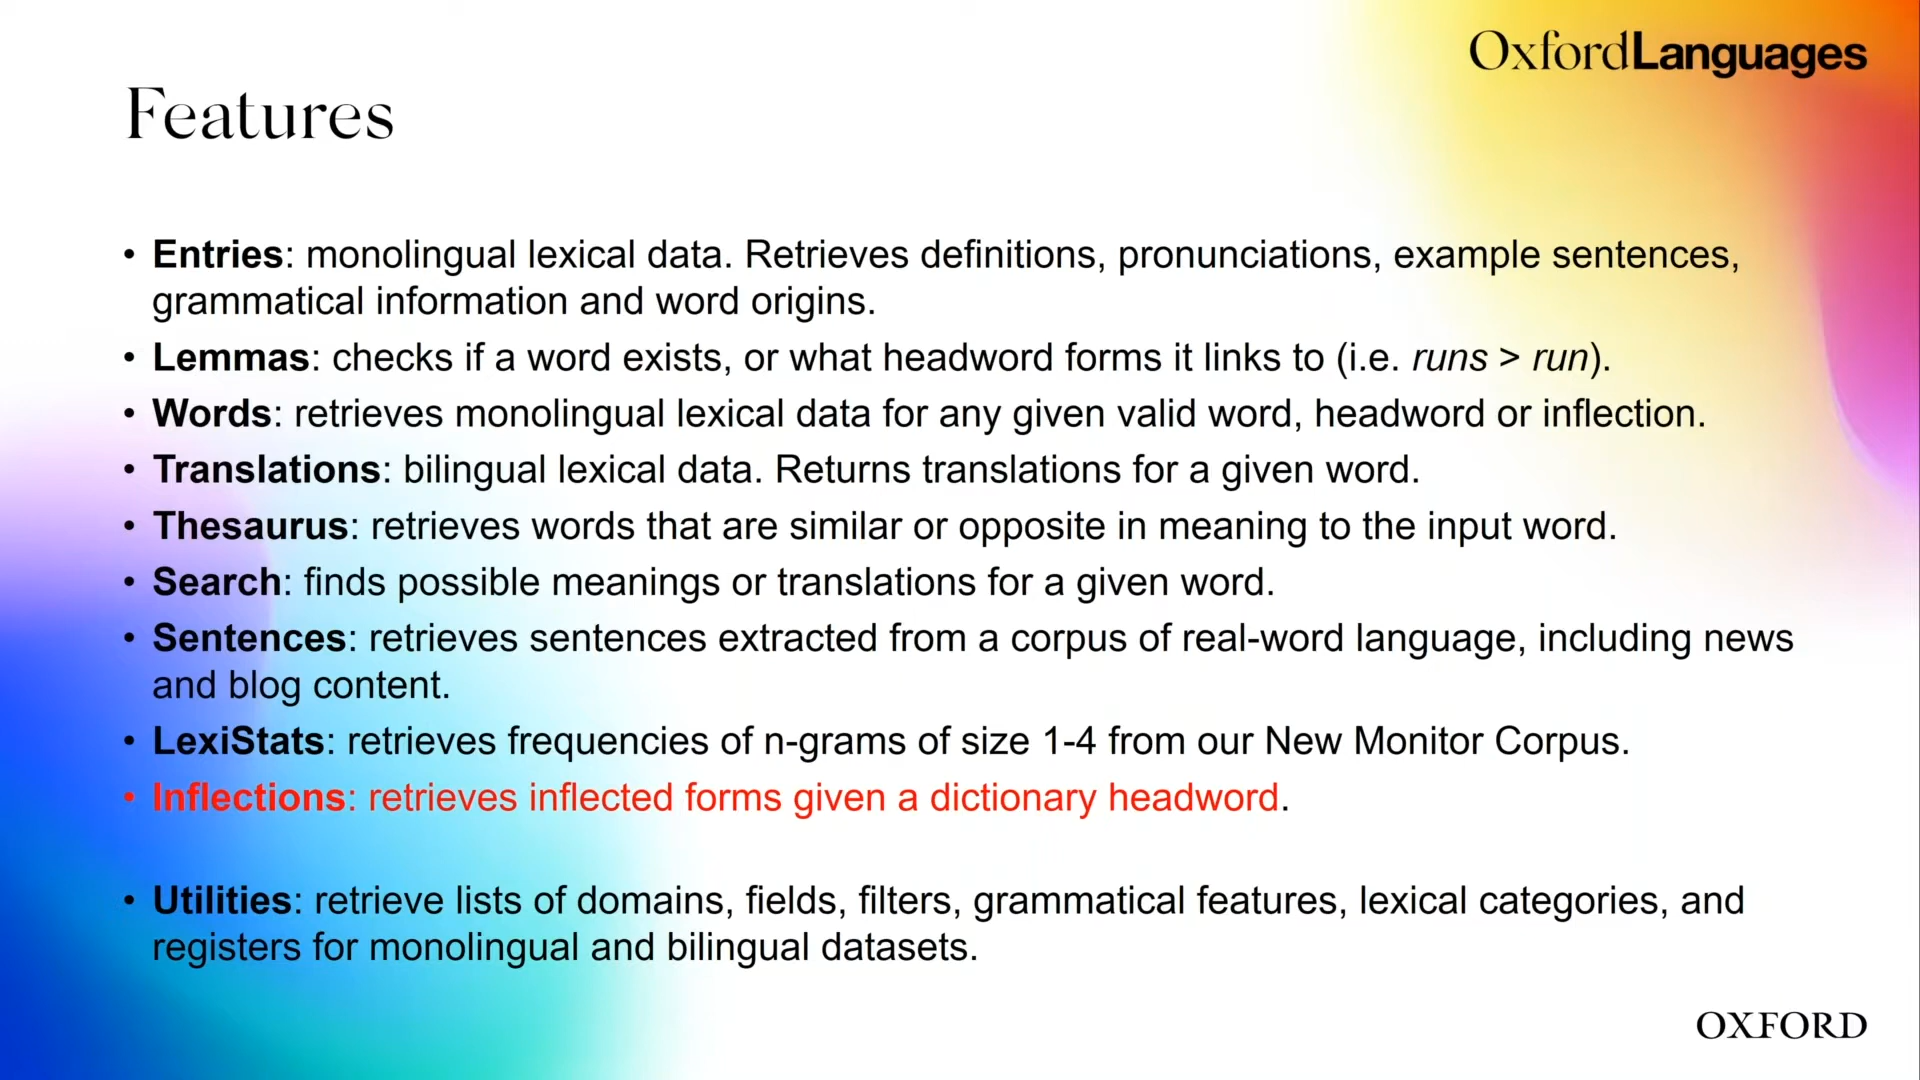 OxfordLanguages
Features
• Entries: monolingual lexical data. Retrieves definitions, pronunciations, example sentences,
grammatical information and word origins.
• Lemmas: checks if a word exists, or what headword forms it links to (i.e. runs > run).
• Words: retrieves monolingual lexical data for any given valid word, headword or inflection.
• Translations: bilingual lexical data. Returns translations for a given word.
• Thesaurus: retrieves words that are similar or opposite in meaning to the input word.
• Search: finds possible meanings or translations for a given word.
• Sentences: retrieves sentences extracted from a corpus of real-word language, including news
and blog content.
• LexiStats: retrieves frequencies of n-grams of size 1-4 from our New Monitor Corpus.
• Inflections: retrieves inflected forms given a dictionary headword.
• Utilities: retrieve lists of domains, fields, filters, grammatical features, lexical categories, and
registers for monolingual and bilingual datasets.
OXFORD